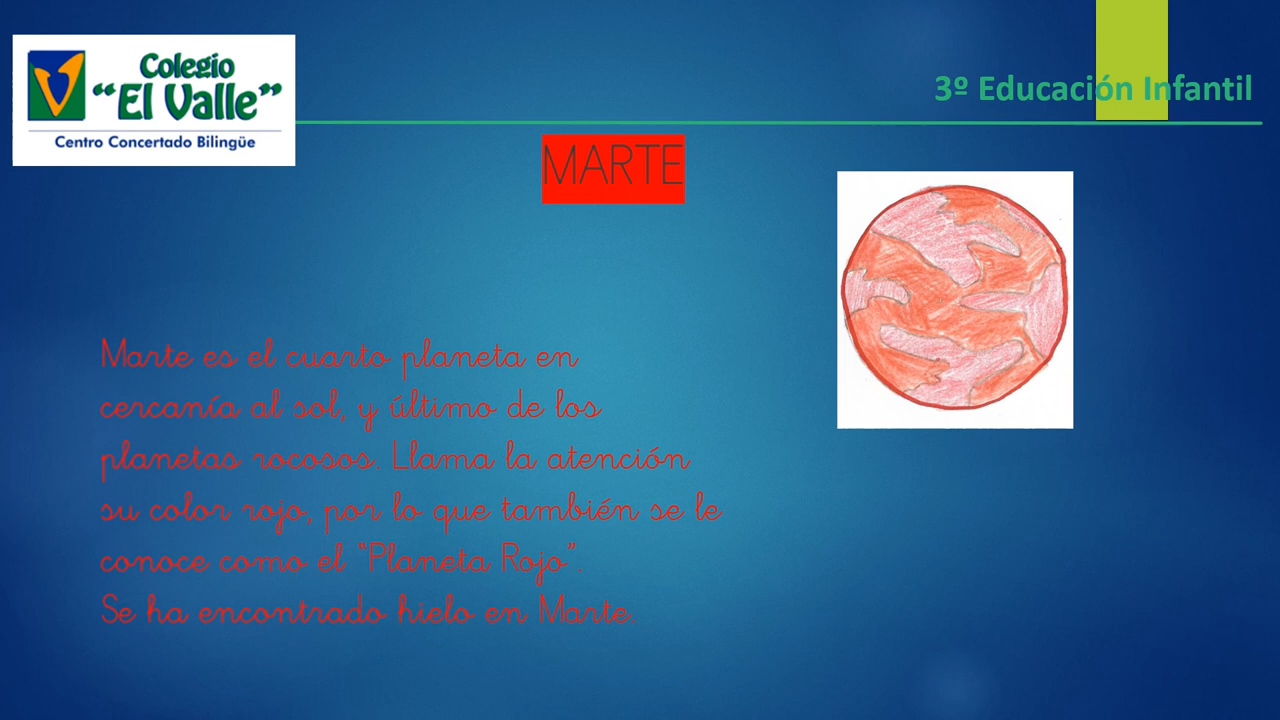 Colegio
“El Valle”
Centro Concertado Bilingüe
3º Educación Infantil
MARTE
Marte es el cuarto planeta en
cercanía al sol, y último de los
planetas rocosos. Llama la atención
su color rojo, por lo que también se le
conoce como el “Planeta Rojo”.
Se ha encontrado hielo en Marte.